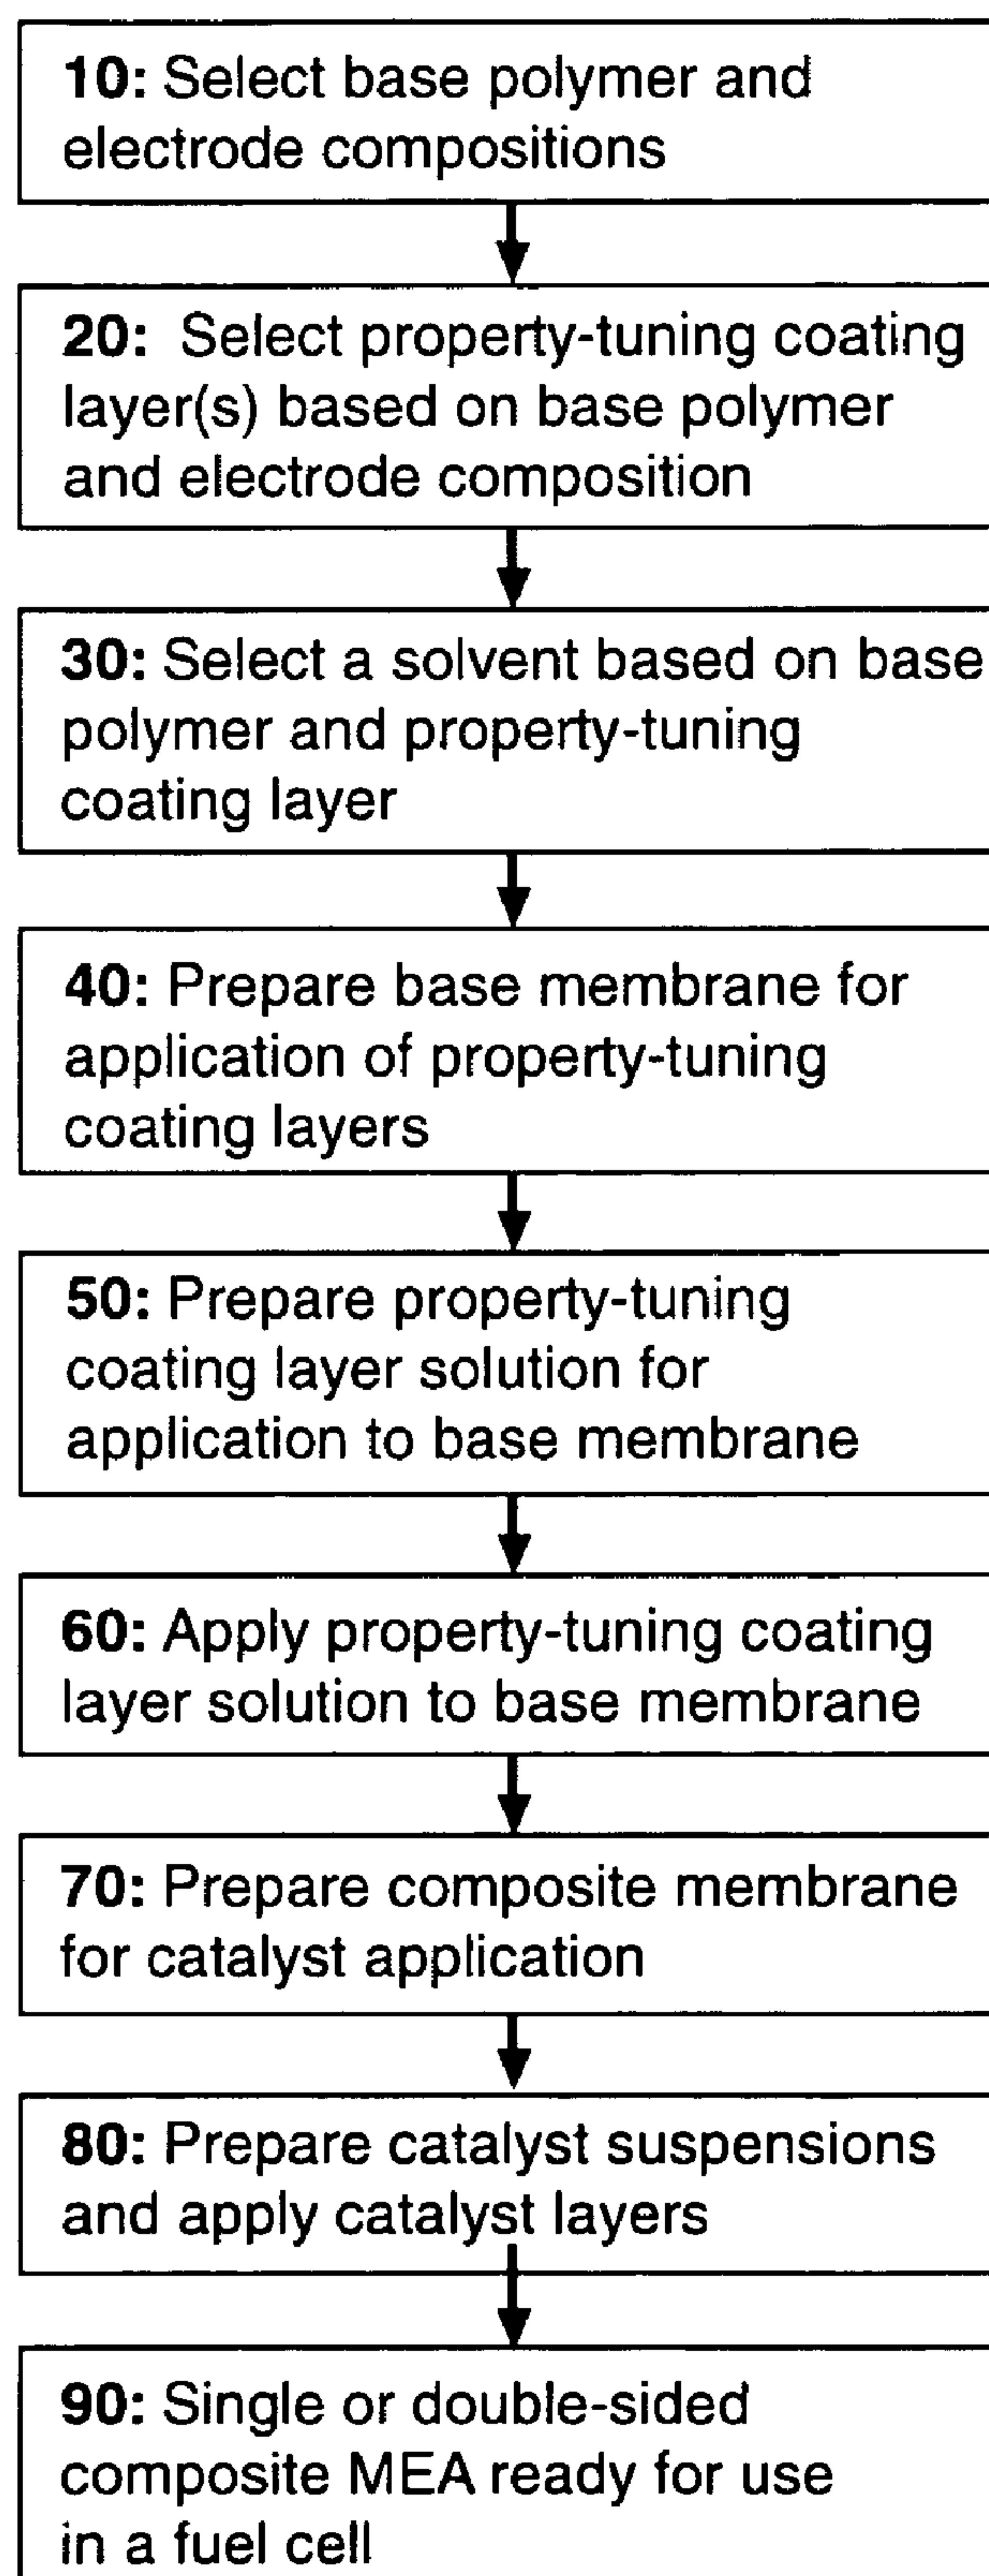 10: Select base polymer and
electrode compositions
20: Select property-tuning coating
layer(s) based on base polymer
and electrode composition
30: Select a solvent based on base
polymer and property-tuning
coating layer
40: Prepare base membrane for
application of property-tuning
coating layers
50: Prepare property-tuning
coating layer solution for
application to base membrane
60: Apply property-tuning coating
layer solution to base membrane
70: Prepare composite membrane
for catalyst application
80: Prepare catalyst suspensions
and apply catalyst layers
90: Single or double-sided
composite MEA ready for use
in a fuel cell